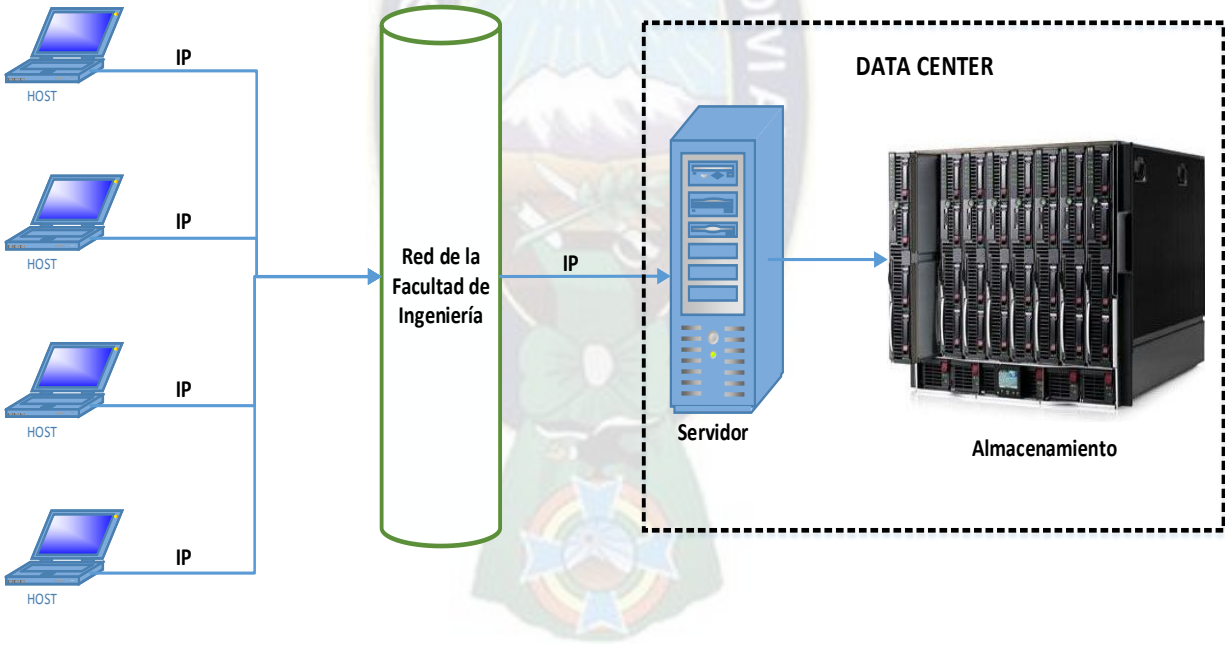 IP
HOST
IP
HOST
IP
HOST
IP
HOST
Red de la
Facultad de
Ingeniería
IP
DATA CENTER
Servidor
Almacenamiento
OVI A